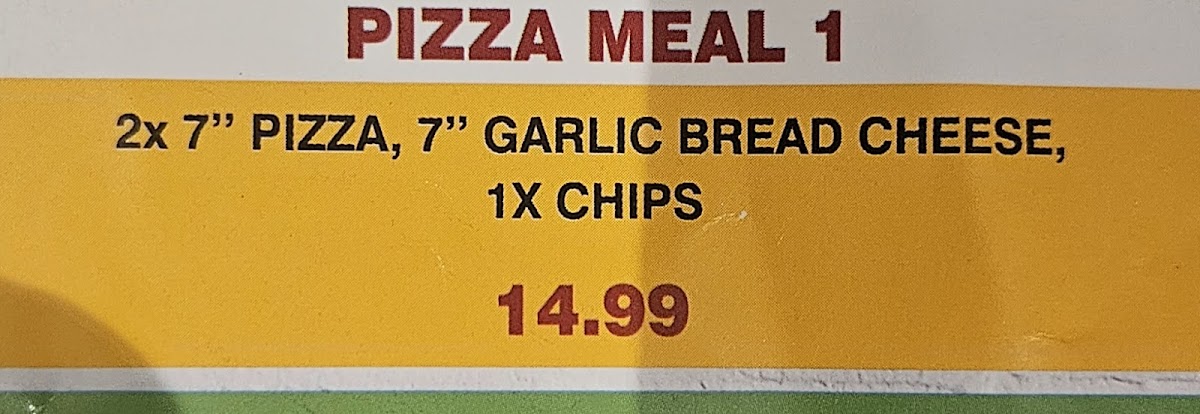 PIZZA MEAL 1
2x 7’’ PIZZA, 7’’ GARLIC BREAD CHEESE,
1X CHIPS
14.99